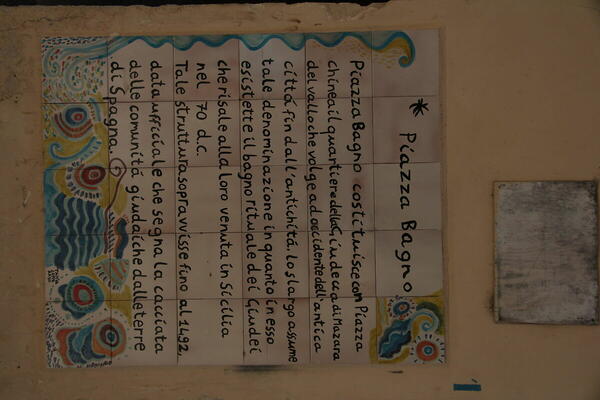 * Piazza Bagno
Piazza Bagno costituisce con Piazza
chinea il quartiere della Giudecca di Mazara
del vallo che volge ad occidente dell'antica
città fin dall'antichità. lo slargo assume
tale denominazione in quanto in esso
esistette il bagno rituale dei Giudei
che risale alla loro venuta in Sicilia
nel 70 d.c.
Tale struttura sopravvisse fino al 1492,
data ufficiale che segna la cacciata
delle comunità giudaiche dalle terre
di Spagna.